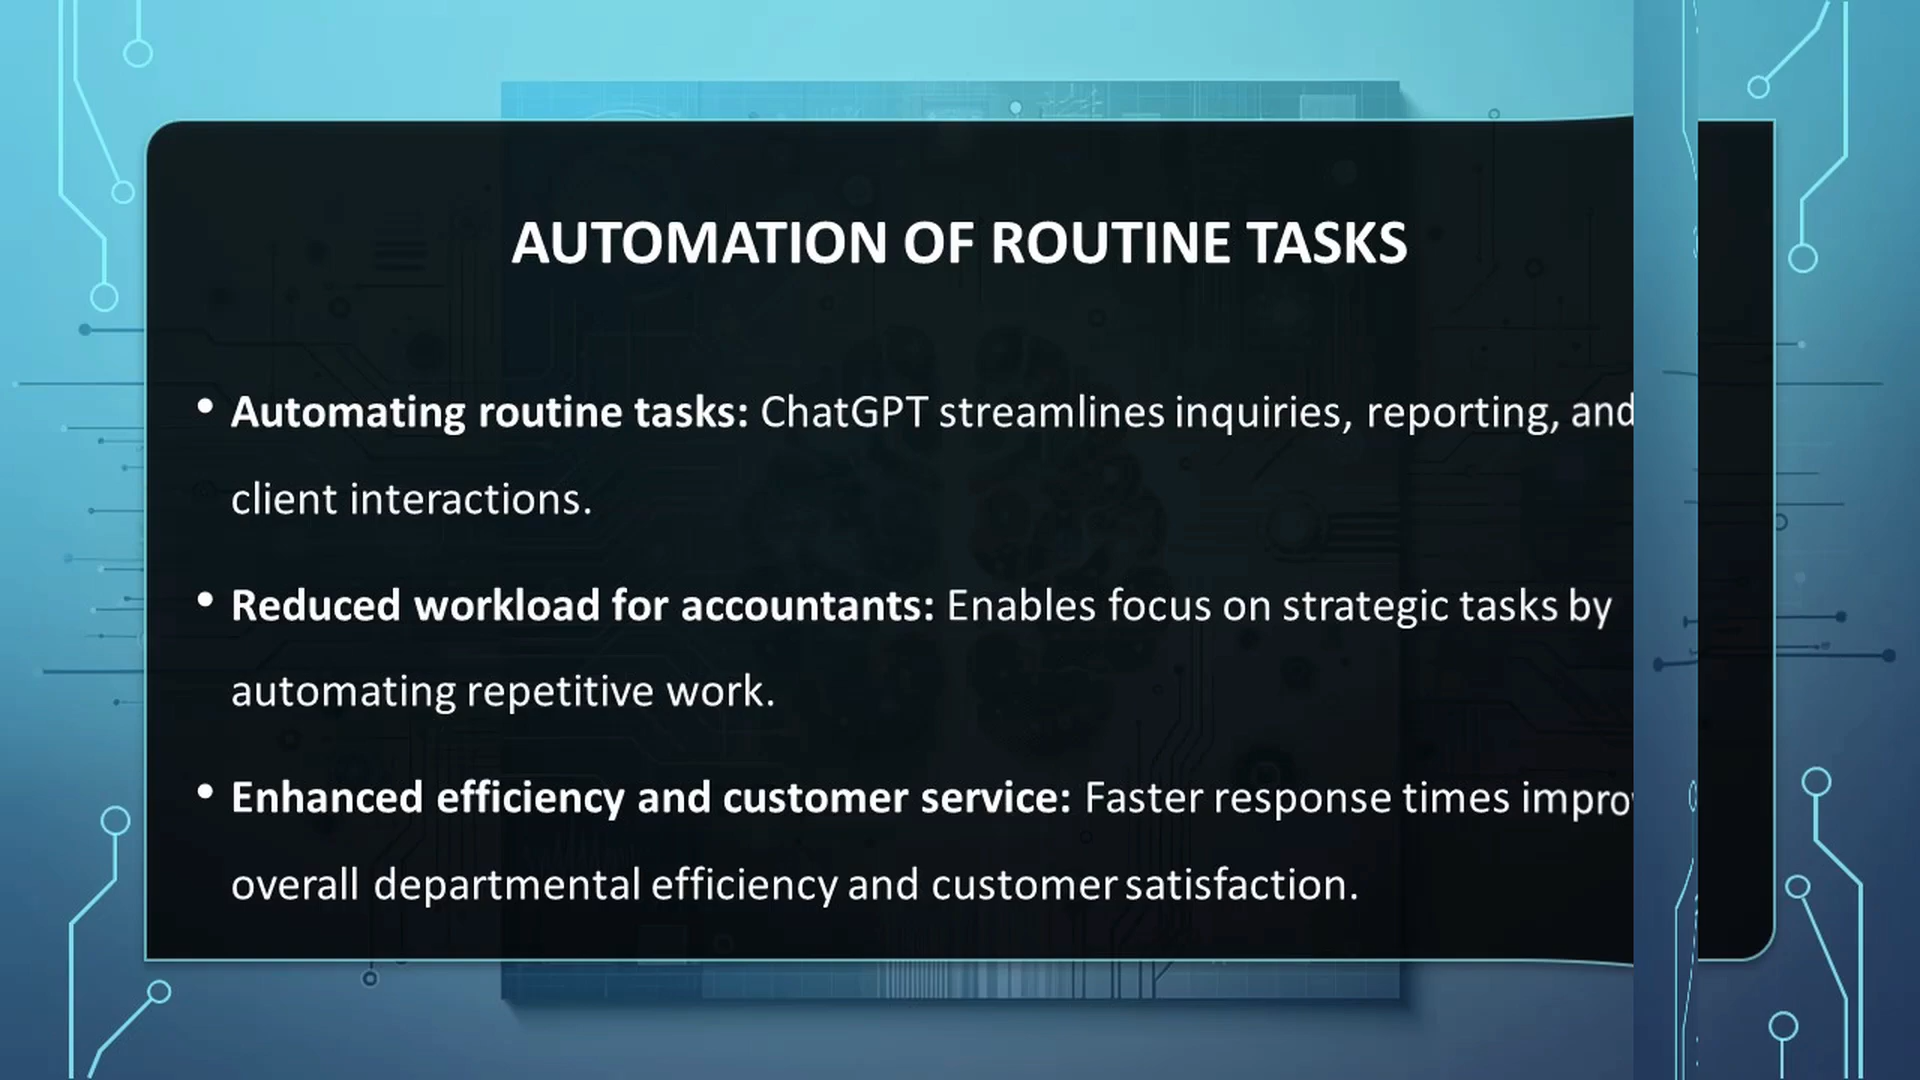 AUTOMATION OF ROUTINE TASKS
• Automating routine tasks: ChatGPT streamlines inquiries, reporting, and
client interactions.
• Reduced workload for accountants: Enables focus on strategic tasks by
automating repetitive work.
• Enhanced efficiency and customer service: Faster response times
overall departmental efficiency and customer satisfaction.